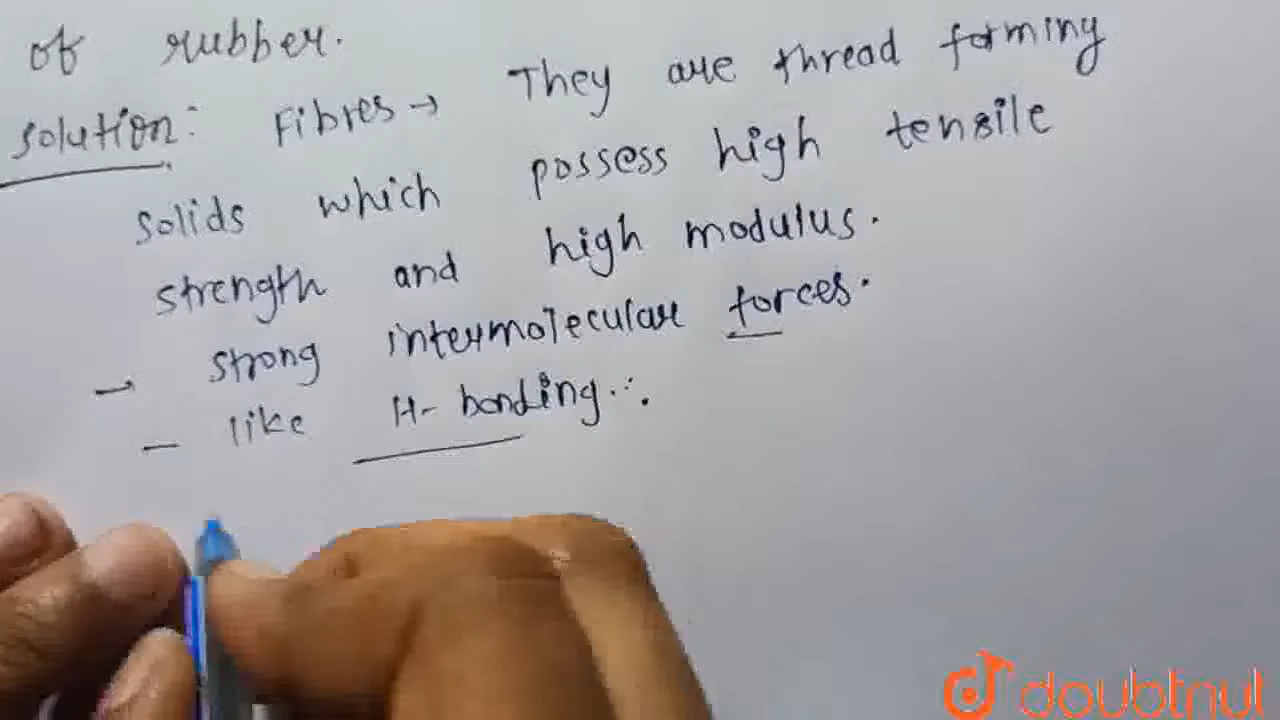 of rubber.
Solution: Fibres → They are thread forming
solids which possess high tensile
strength and high modulus.
→ strong intermolecular forces.
— like H- bonding.
doubtnut